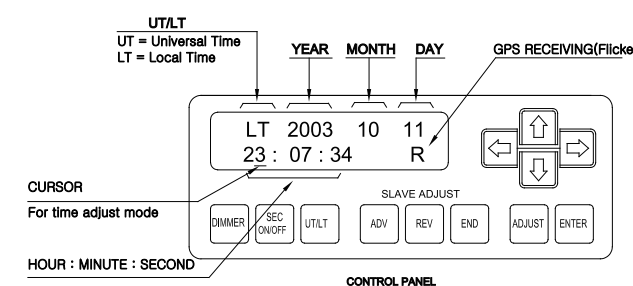 UT/LT
UT = Universal Time
LT = Local Time
YEAR MONTH DAY GPS RECEIVING(Flicke
LT 2003 10 11
23 : 07 : 34 R
CURSOR
For time adjust mode
SLAVE ADJUST
DIMMER SEC ON/OFF UT/LT ADV REV END ADJUST ENTER
HOUR : MINUTE : SECOND
CONTROL PANEL